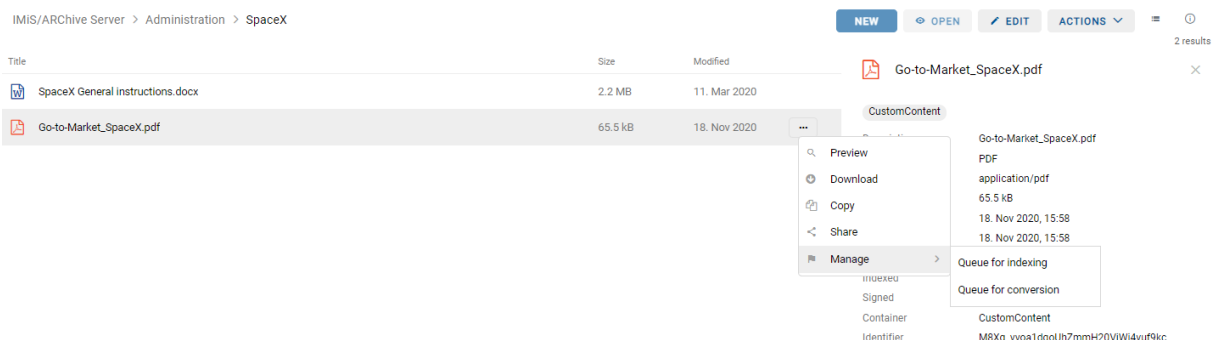 IMiS/ARChive Server > Administration > SpaceX
NEW OPEN EDIT ACTIONS
2 results
Title Size Modified
SpaceX General instructions.docx 2.2 MB 11. Mar 2020
Go-to-Market_SpaceX.pdf 65.5 kB 18. Nov 2020 ...
Preview
Download
Copy
Share
Manage >
Queue for indexing
Queue for conversion
Go-to-Market_SpaceX.pdf
CustomContent
Go-to-Market_SpaceX.pdf
PDF
application/pdf
65.5 kB
18. Nov 2020, 15:58
18. Nov 2020, 15:58
Indexed
Signed
Container CustomContent
Identifier